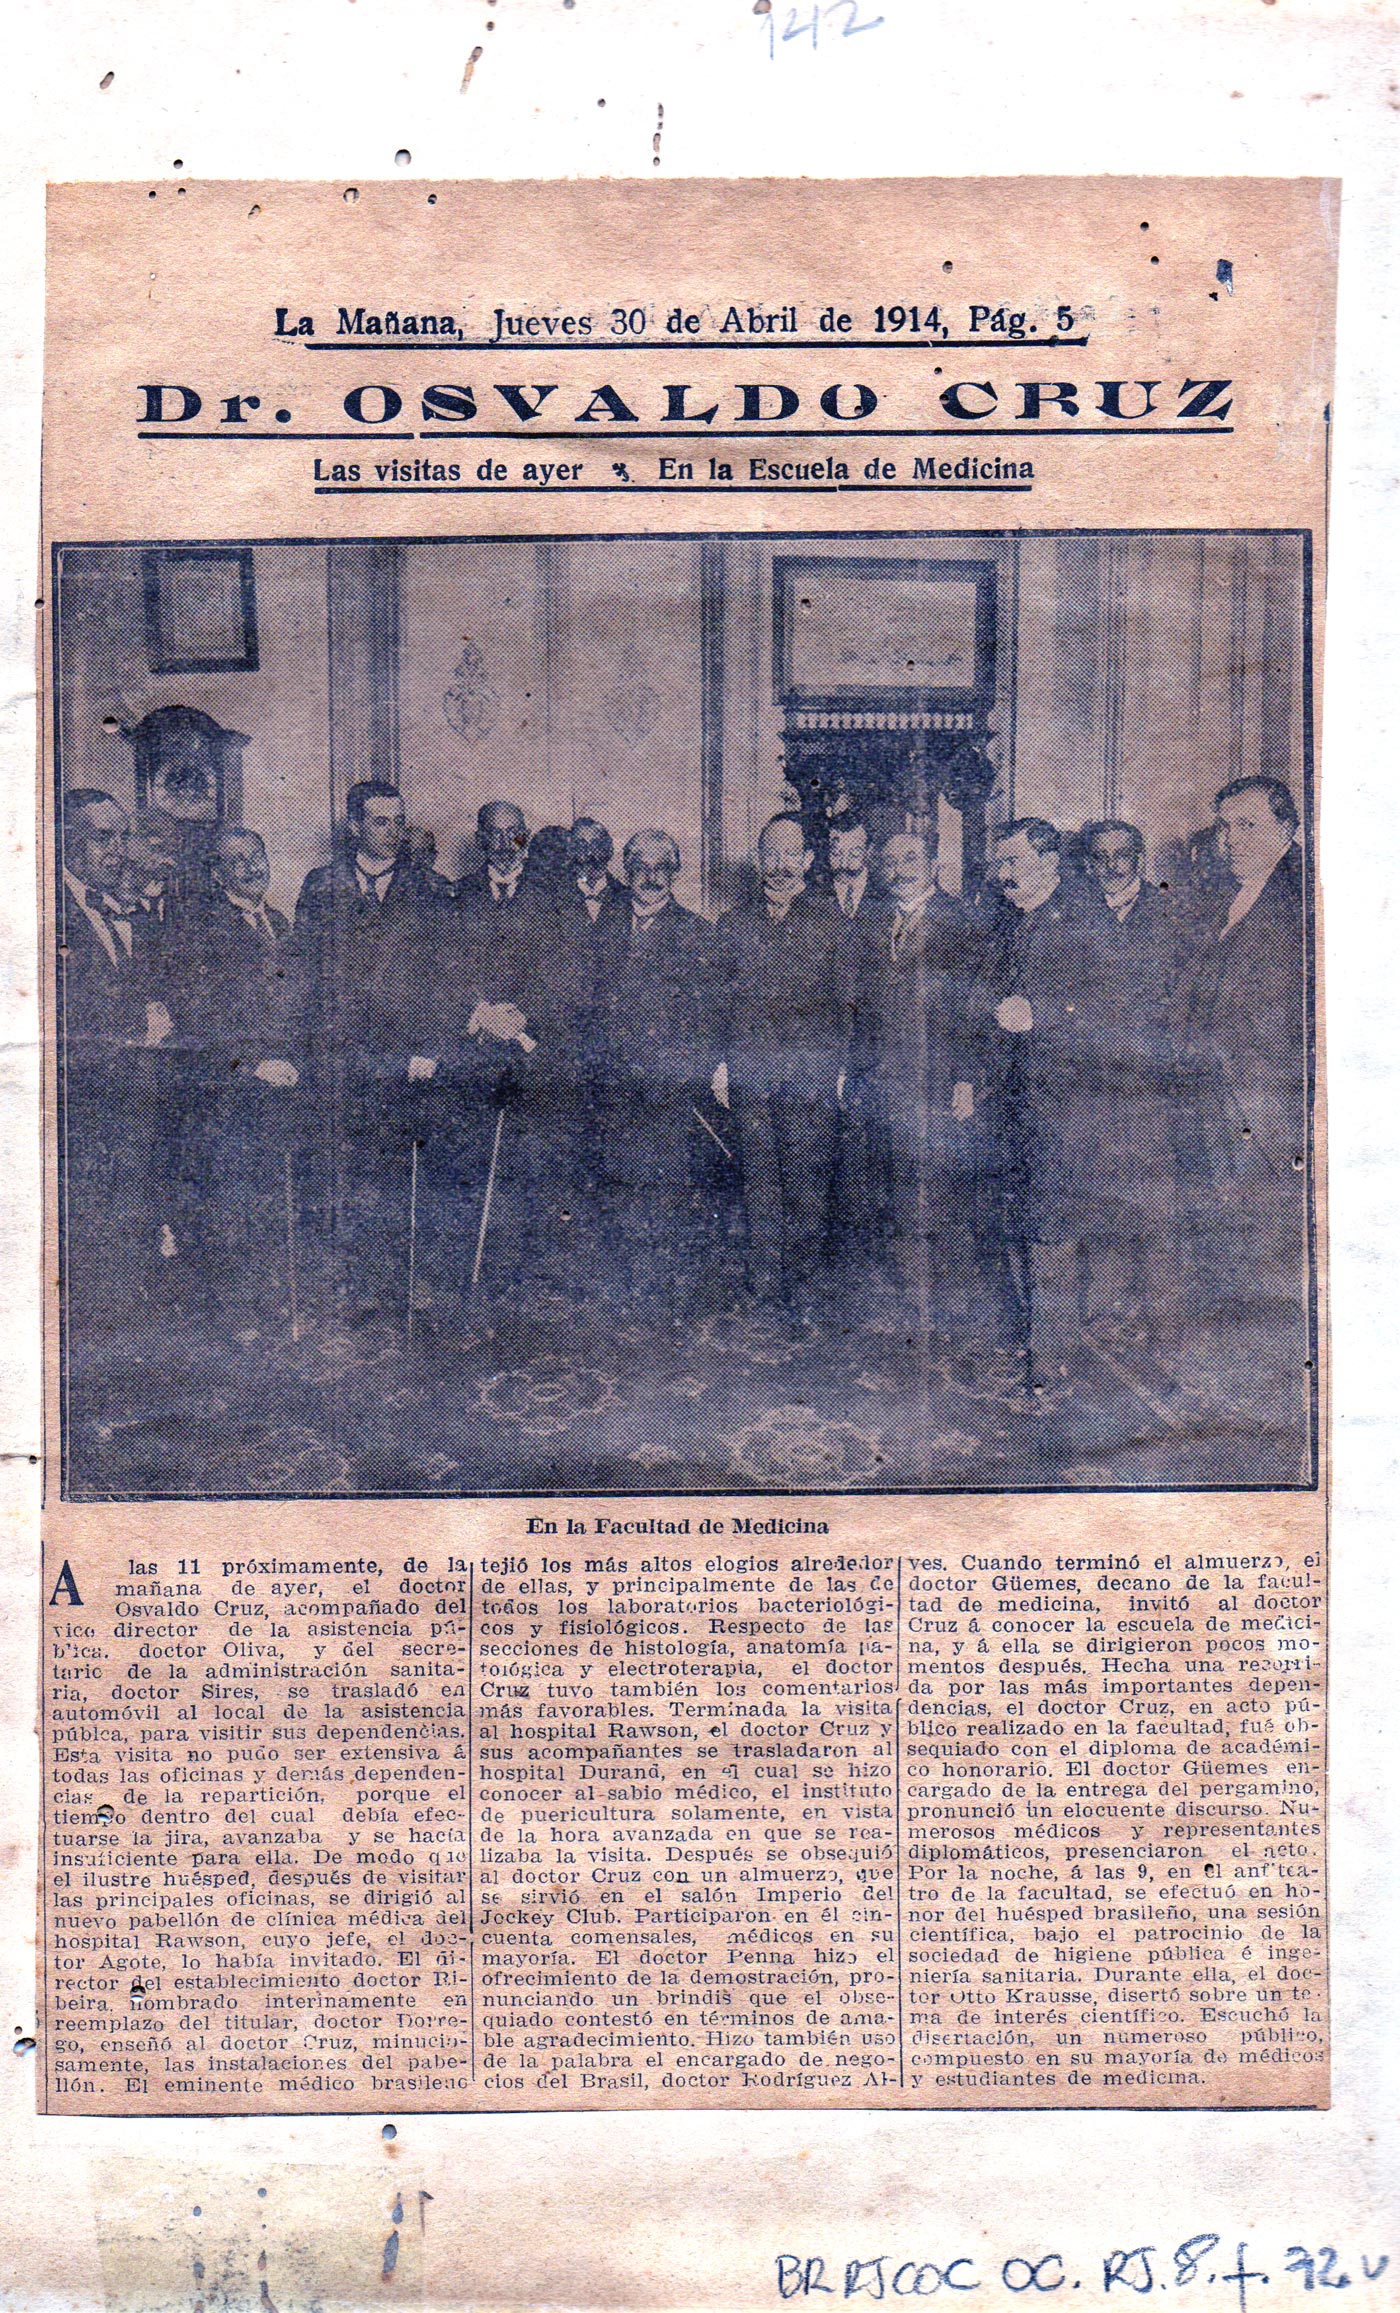 142
La Mañana, Jueves 30 de Abril de 1914, Pág. 5
Dr. OSVALDO CRUZ
Las visitas de ayer En la Escuela de Medicina
En la Facultad de Medicina
A las 11 próximamente, de la
mañana de ayer, el doctor
Osvaldo Cruz, acompañado del
vice director de la asistencia pú-
blica, doctor Oliva, y del secre-
tario de la administración sanita-
ria, doctor Sires, se trasladó en
automóvil al local de la asistencia
públca, para visitir sus dependencias.
Esta visita no pudo ser extensiva á
todas las oficinas y demás dependen-
cias de la repartición, porque el
tiempo dentro del cual debía efec-
tuarse la jira, avanzaba y se hacía
insuficiente para ella. De modo que
el ilustre huésped, después de visitar
las principales oficinas, se dirigió al
nuevo pabellón de clínica médica del
hospital Rawson, cuyo jefe, el doc-
tor Agote, lo había invitado. El di-
rector del establecimiento doctor Ri-
beira, nombrado interinamente en
reemplazo del titular, doctor Dorre-
go, enseñó al doctor Cruz, minucio-
samente, las instalaciones del pabe-
llón. El eminente médico brasileno
tejió los más altos elogios alrededor
de ellas, y principalmente de las de
todos los laboratorios bacteriológi-
cos y fisiológicos. Respecto de las
secciones de histología, anatomía pa-
tológica y electroterapia, el doctor
Cruz tuvo también los comentarios
más favorables. Terminada la visita
al hospital Rawson, el doctor Cruz y
sus acompañantes se trasladaron al
hospital Durand, en el cual se hizo
conocer al sabio médico, el instituto
de puericultura solamente, en vista
de la hora avanzada en que se rea-
lizaba la visita. Después se obsequió
al doctor Cruz con un almuerzo, que
se sirvió en el salón Imperio del
Jockey Club. Participaron en él cin-
cuenta comensales, médicos en su
mayoría. El doctor Penna hizo el
ofrecimiento de la demostración, pro-
nunciando un brindis que el obse-
quiado contestó en términos de ama-
ble agradecimiento. Hizo también uso
de la palabra el encargado de nego-
cios del Brasil, doctor Rodríguez Al-
ves. Cuando terminó el almuerzo, el
doctor Güemes, decano de la facul-
tad de medicina, invitó al doctor
Cruz á conocer la escuela de medici-
na, y á ella se dirigieron pocos mo-
mentos después. Hecha una recorri-
da por las más importantes depen-
dencias, el doctor Cruz, en acto pú-
blico realizado en la facultad, fué ob-
sequiado con el diploma de académi-
co honorario. El doctor Güemes en-
cargado de la entrega del pergamino,
pronunció un elocuente discurso. Nu-
merosos médicos y representantes
diplomáticos, presenciaron el acto.
Por la noche, á las 9, en el anfitea-
tro de la facultad, se efectuó en ho-
nor del huésped brasileño, una sesión
científica, bajo el patrocinio de la
sociedad de higiene pública é inge-
niería sanitaria. Durante ella, el doc-
tor Otto Krausse, disertó sobre un te-
ma de interés científico. Escuchó la
disertación, un numeroso público,
compuesto en su mayoría de médicos
y estudiantes de medicina.
BR RJCOC OC. RJ. 8. f. 72 v